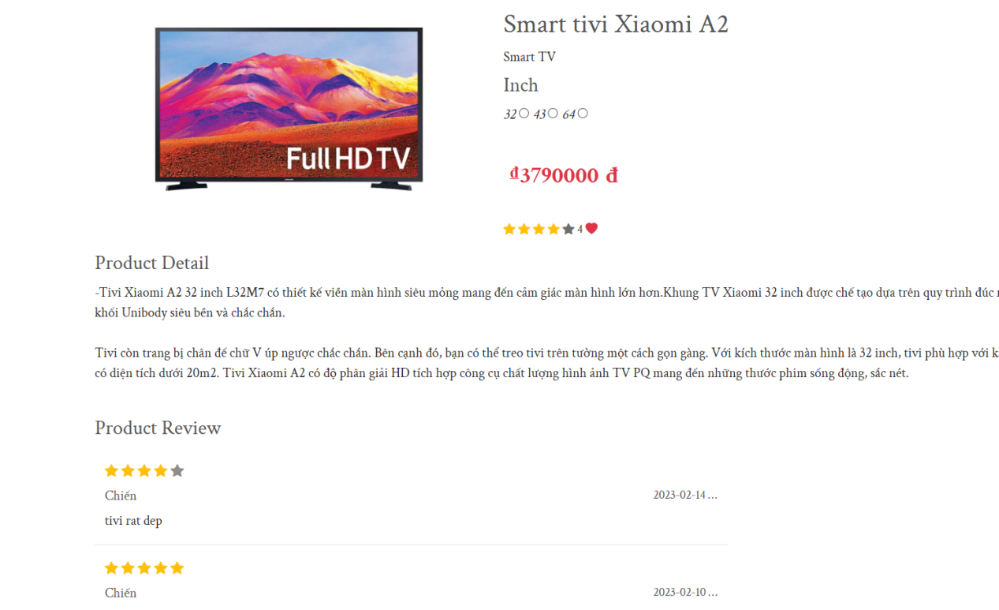 Smart tivi Xiaomi A2
Smart TV
Inch
32 43 64
Full HD TV
₫3790000 đ
4
Product Detail
-Tivi Xiaomi A2 32 inch L32M7 có thiết kế viền màn hình siêu mỏng mang đến cảm giác màn hình lớn hơn.Khung TV Xiaomi 32 inch được chế tạo dựa trên quy trình đúc
khối Unibody siêu bền và chắc chắn.
Tivi còn trang bị chân đế chữ V úp ngược chắc chắn. Bên cạnh đó, bạn có thể treo tivi trên tường một cách gọn gàng. Với kích thước màn hình là 32 inch, tivi phù hợp với
có diện tích dưới 20m2. Tivi Xiaomi A2 có độ phân giải HD tích hợp công cụ chất lượng hình ảnh TV PQ mang đến những thước phim sống động, sắc nét.
Product Review
Chiến 2023-02-14 ...
tivi rat dep
Chiến 2023-02-10 ...